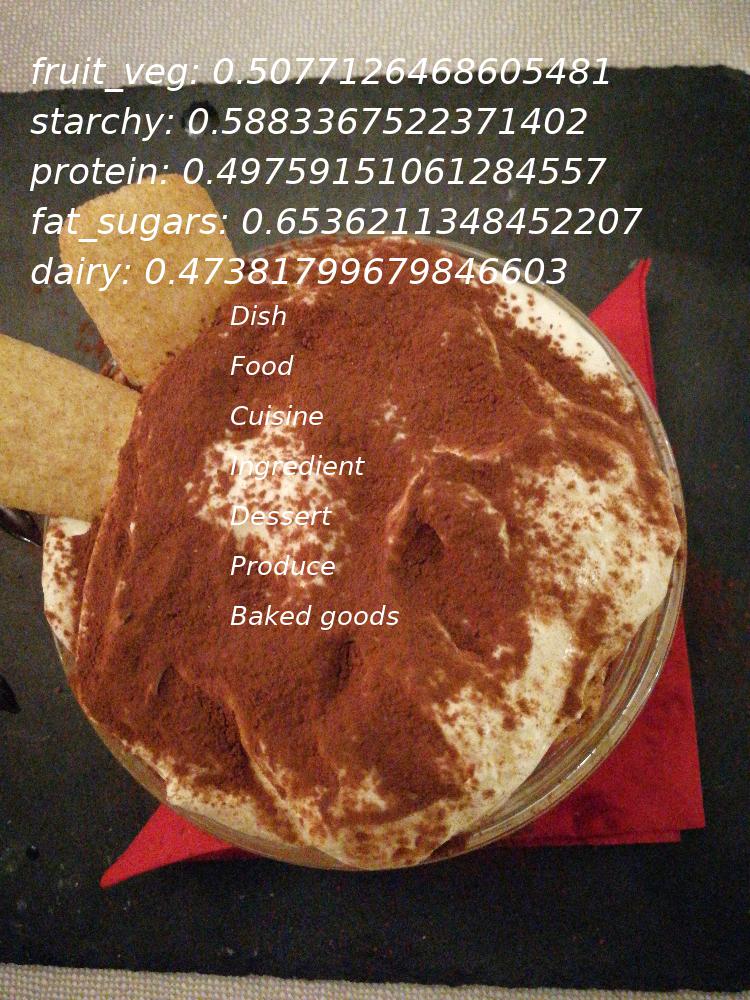 fruit_veg: 0.5077126468605481
starchy: 0.5883367522371402
protein: 0.49759151061284557
fat_sugars: 0.6536211348452207
dairy: 0.47381799679846603
Dish
Food
Cuisine
Ingredient
Dessert
Produce
Baked goods